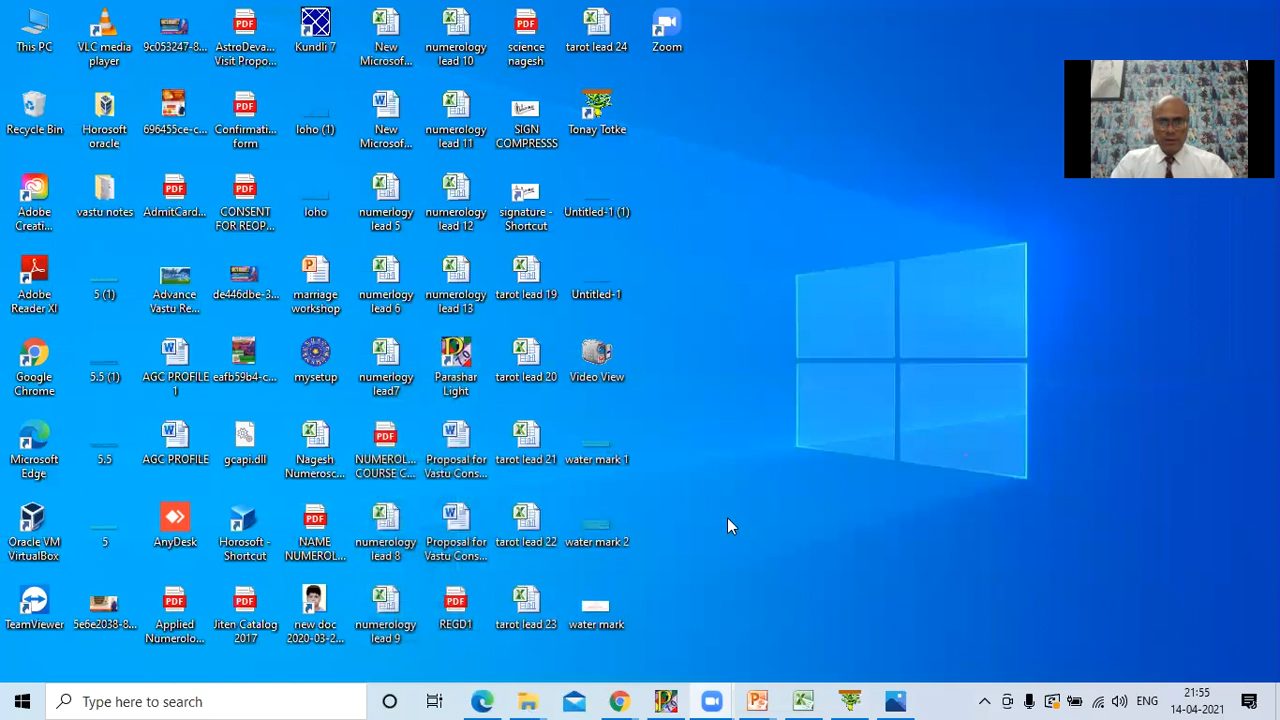 This PC
VLC media
player
9c053247-8...
AstroDeva...
Visit Propo...
Kundli 7
New
Microsof...
numerology
lead 10
science
nagesh
tarot lead 24
Zoom
Recycle Bin
Horosoft
oracle
696455ce-c...
Confirmati...
form
loho (1)
New
Microsof...
numerology
lead 11
SIGN
COMPRESSS
Tonay Totke
Adobe
Creati...
vastu notes
AdmitCard...
CONSENT
FOR REOP...
loho
numerlogy
lead 5
numerology
lead 12
signature -
Shortcut
Untitled-1 (1)
Adobe
Reader XI
5 (1)
Advance
Vastu Re...
de446dbe-3...
marriage
workshop
numerlogy
lead 6
numerology
lead 13
tarot lead 19
Untitled-1
Google
Chrome
5.5 (1)
AGC PROFILE
1
eafb59b4-c...
mysetup
numerlogy
lead7
Parashar
Light
tarot lead 20
Video View
Microsoft
Edge
5.5
AGC PROFILE
gcapi.dll
Nagesh
Numerosc...
NUMEROL...
COURSE C...
Proposal for
Vastu Cons...
tarot lead 21
water mark 1
Oracle VM
VirtualBox
5
AnyDesk
Horosoft -
Shortcut
NAME
NUMEROL...
numerology
lead 8
Proposal for
Vastu Cons...
tarot lead 22
water mark 2
TeamViewer
5e6e2038-8...
Applied
Numerolo...
Jiten Catalog
2017
new doc
2020-03-2...
numerology
lead 9
REGD1
tarot lead 23
water mark
Type here to search
ENG
21:55
14-04-2021